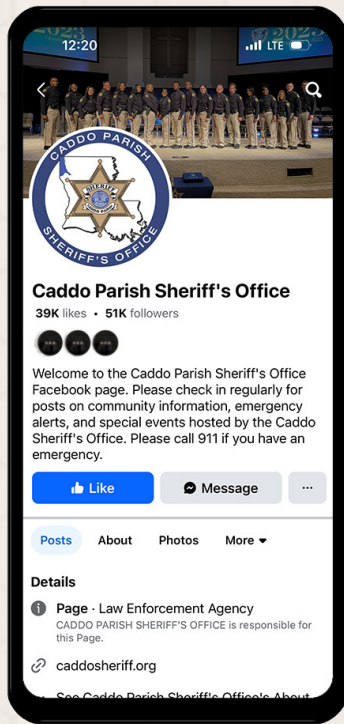 2023 2023
12:20 LTE
CADDO PARISH
SHERIFF
SHERIFF'S OFFICE
Caddo Parish Sheriff's Office
39K likes • 51K followers
Welcome to the Caddo Parish Sheriff's Office
Facebook page. Please check in regularly for
posts on community information, emergency
alerts, and special events hosted by the Caddo
Sheriff's Office. Please call 911 if you have an
emergency.
Like Message ...
Posts About Photos More
Details
Page · Law Enforcement Agency
CADDO PARISH SHERIFF'S OFFICE is responsible for
this Page.
caddosheriff.org
See Caddo Parish Sheriff's Office's About